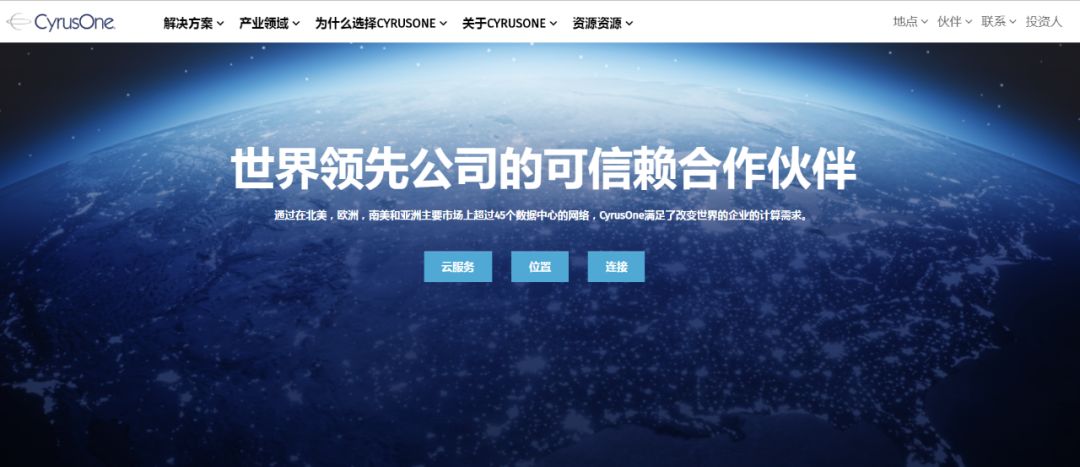 CyrusOne 解决方案 产业领域 为什么选择CYRUSONE 关于CYRUSONE 资源资源 地点 伙伴 联系 投资人
世界领先公司的可信赖合作伙伴
通过在北美，欧洲，南美和亚洲主要市场上超过45个数据中心的网络，CyrusOne满足了改变世界的企业的计算需求。
云服务 位置 连接